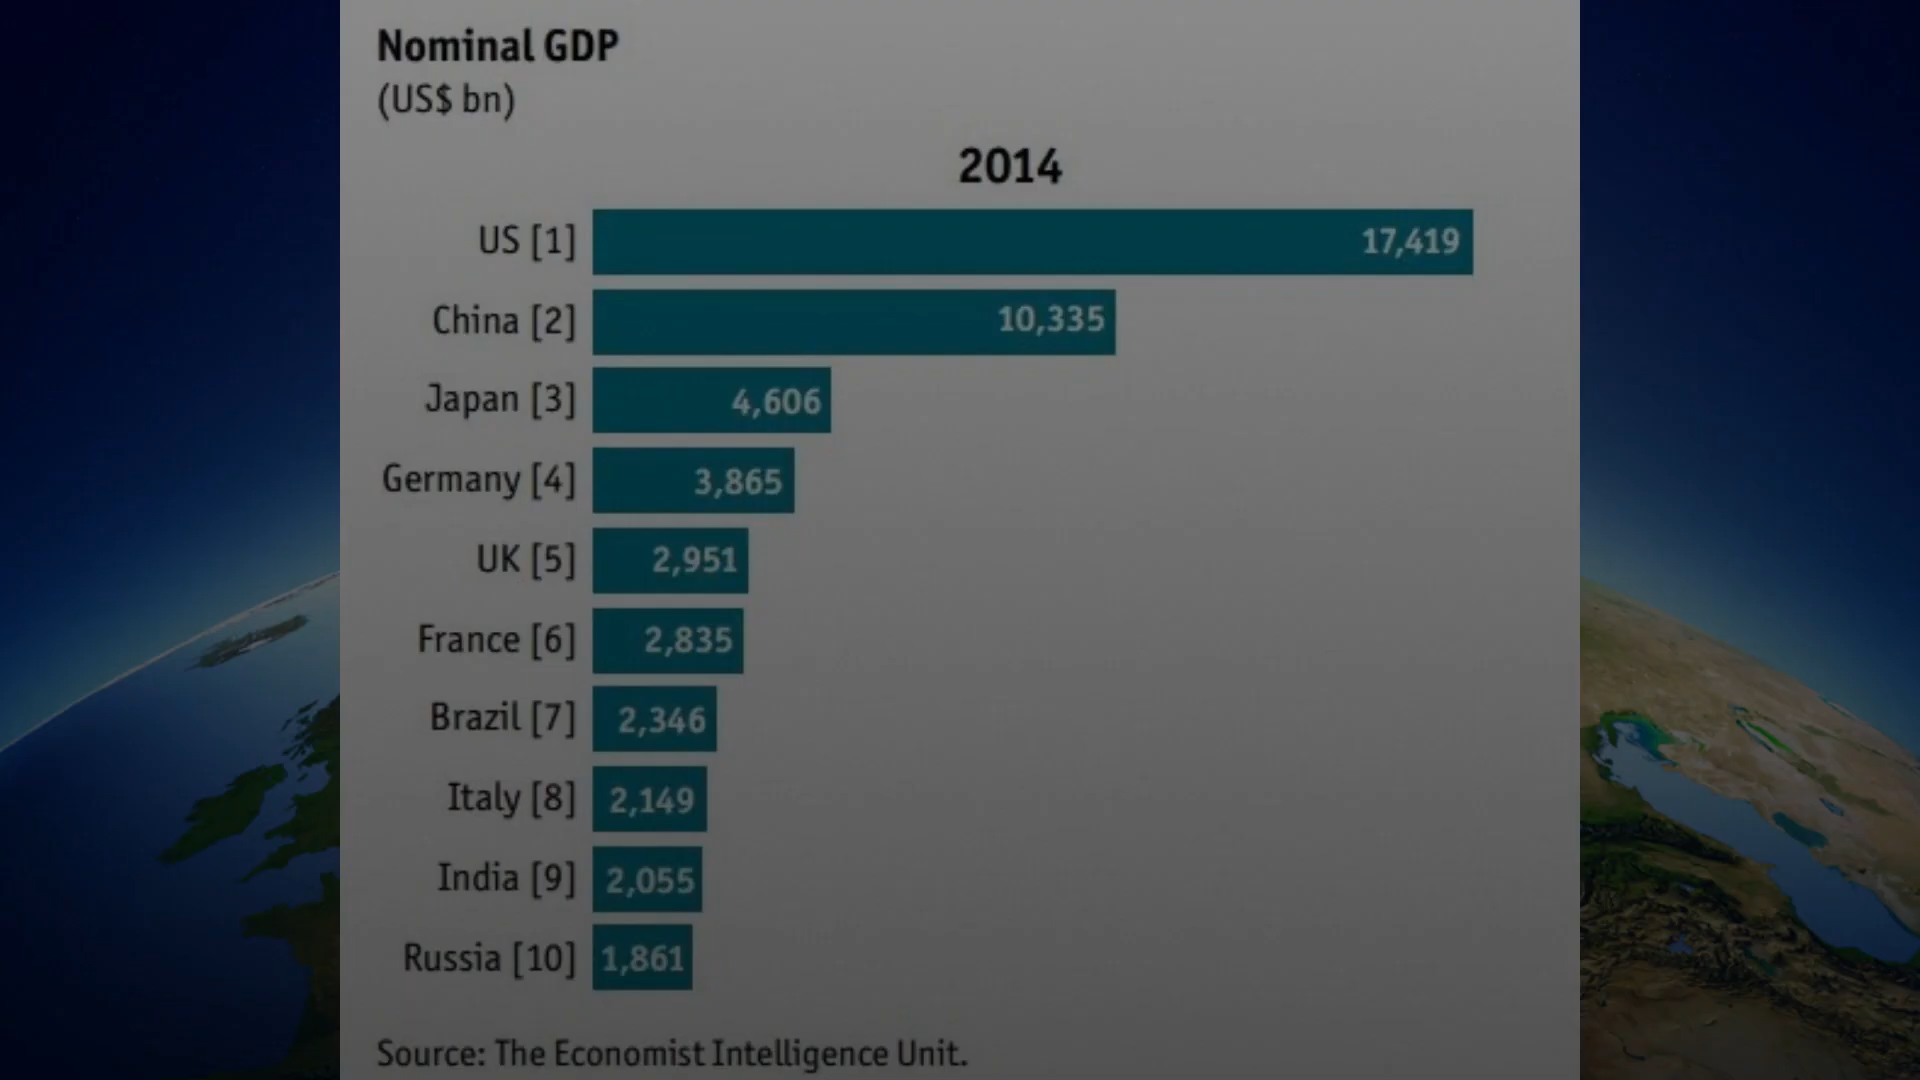 Nominal GDP
(US$ bn)
2014
US [1] 17,419
China [2] 10,335
Japan [3] 4,606
Germany [4] 3,865
UK [5] 2,951
France [6] 2,835
Brazil [7] 2,346
Italy [8] 2,149
India [9] 2,055
Russia [10] 1,861
Source: The Economist Intelligence Unit.